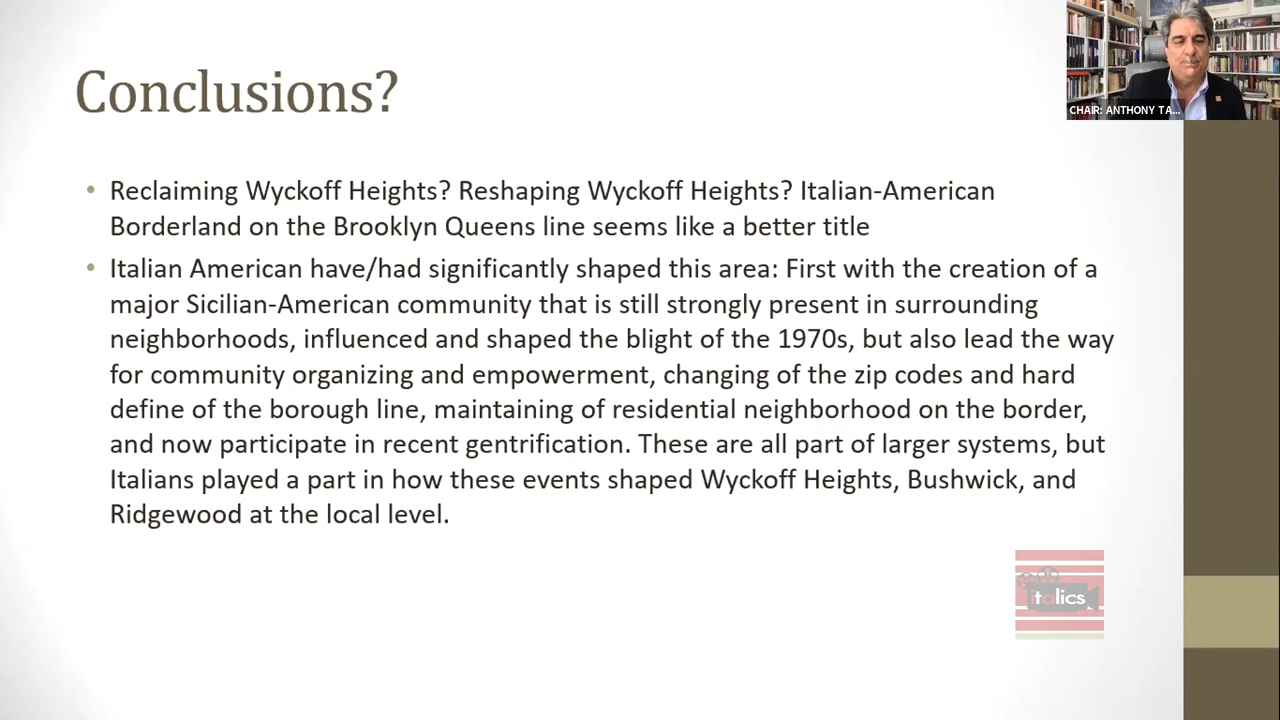 Conclusions?
CHAIR: ANTHONY TA...
• Reclaiming Wyckoff Heights? Reshaping Wyckoff Heights? Italian-American
Borderland on the Brooklyn Queens line seems like a better title
• Italian American have/had significantly shaped this area: First with the creation of a
major Sicilian-American community that is still strongly present in surrounding
neighborhoods, influenced and shaped the blight of the 1970s, but also lead the way
for community organizing and empowerment, changing of the zip codes and hard
define of the borough line, maintaining of residential neighborhood on the border,
and now participate in recent gentrification. These are all part of larger systems, but
Italians played a part in how these events shaped Wyckoff Heights, Bushwick, and
Ridgewood at the local level.
italics